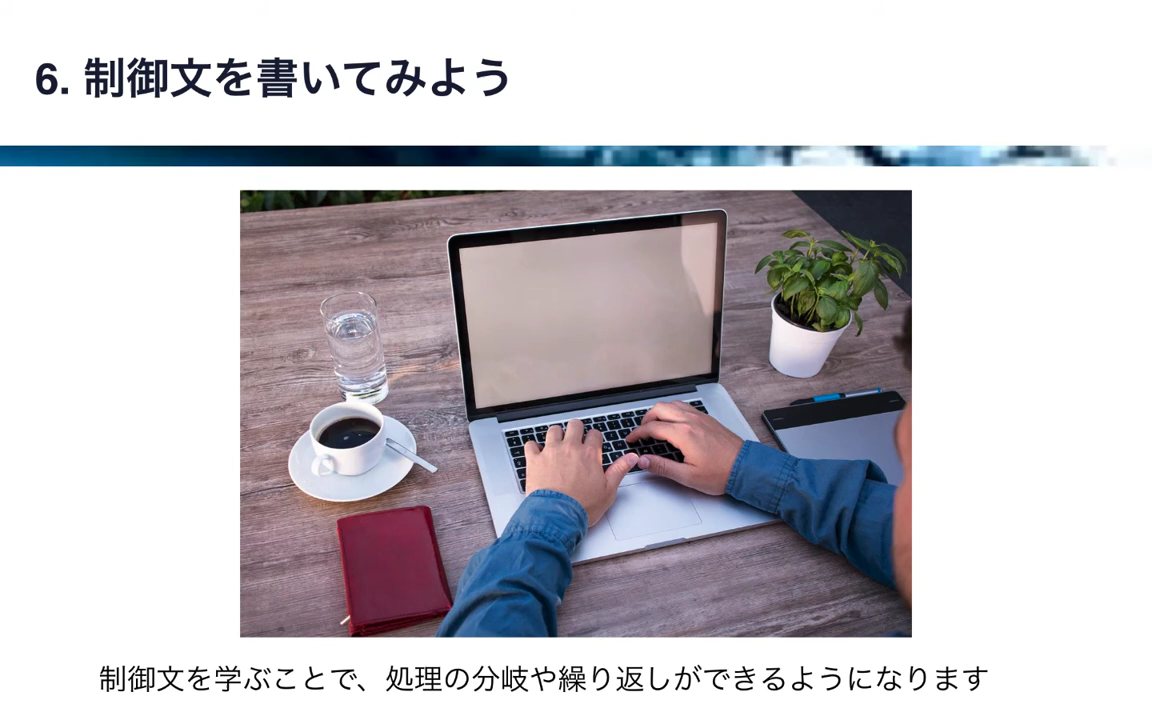 6. 制御文を書いてみよう
制御文を学ぶことで、処理の分岐や繰り返しができるようになります